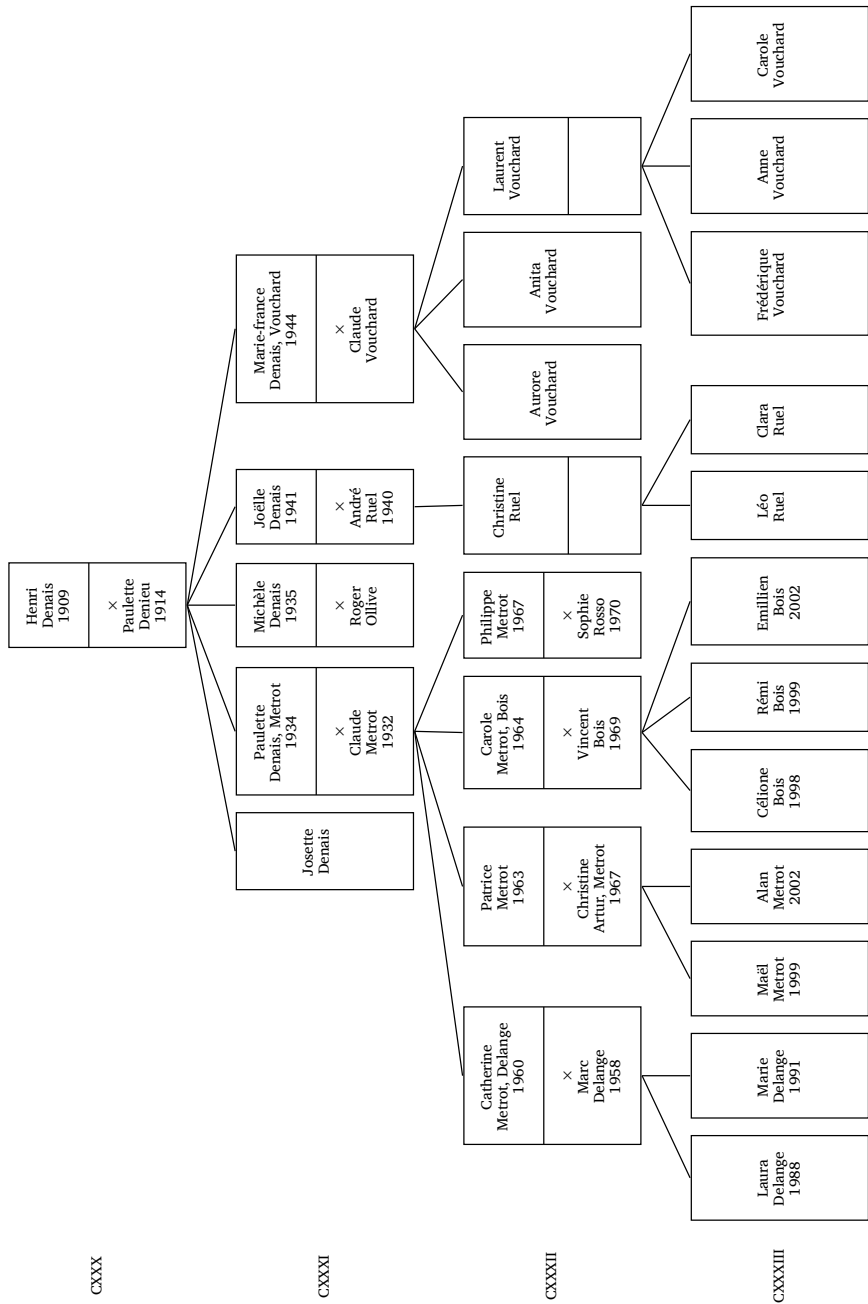 CXXX
Henri
Denais
1909
×
Paulette
Denieu
1914
CXXXI
Josette
Denais
Paulette
Denais, Metrot
1934
×
Claude
Metrot
1932
Michèle
Denais
1935
×
Roger
Ollive
Joëlle
Denais
1941
×
André
Ruel
1940
Marie-france
Denais, Vouchard
1944
×
Claude
Vouchard
CXXXII
Catherine
Metrot, Delange
1960
×
Marc
Delange
1958
Patrice
Metrot
1963
×
Christine
Artur, Metrot
1967
Carole
Metrot, Bois
1964
×
Vincent
Bois
1969
Philippe
Metrot
1967
×
Sophie
Rosso
1970
Christine
Ruel
Aurore
Vouchard
Anita
Vouchard
Laurent
Vouchard
CXXXIII
Laura
Delange
1988
Marie
Delange
1991
Maël
Metrot
1999
Alan
Metrot
2002
Célione
Bois
1998
Rémi
Bois
1999
Emillien
Bois
2002
Léo
Ruel
Clara
Ruel
Frédérique
Vouchard
Anne
Vouchard
Carole
Vouchard